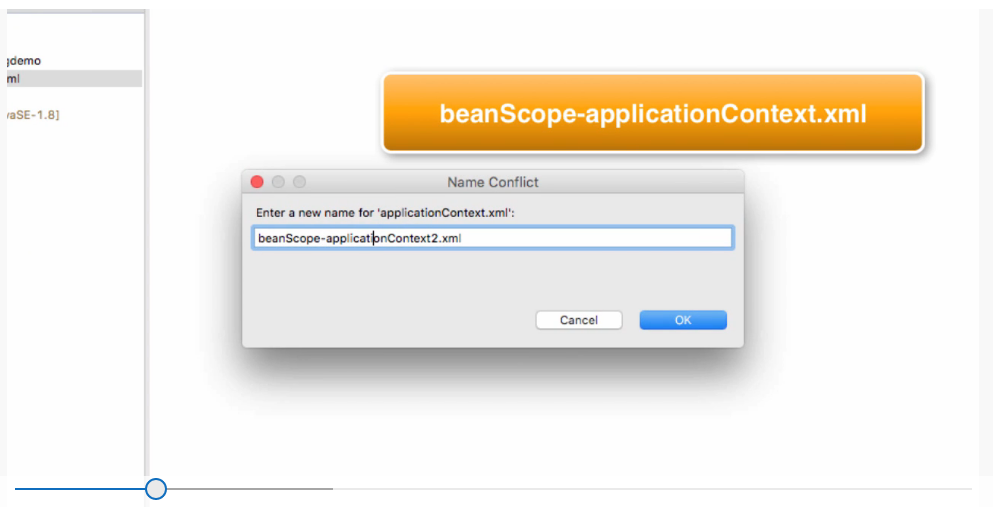 gdemo
ml
vaSE-1.8]
beanScope-applicationContext.xml
Name Conflict
Enter a new name for 'applicationContext.xml':
beanScope-applicationContext2.xml
Cancel
OK